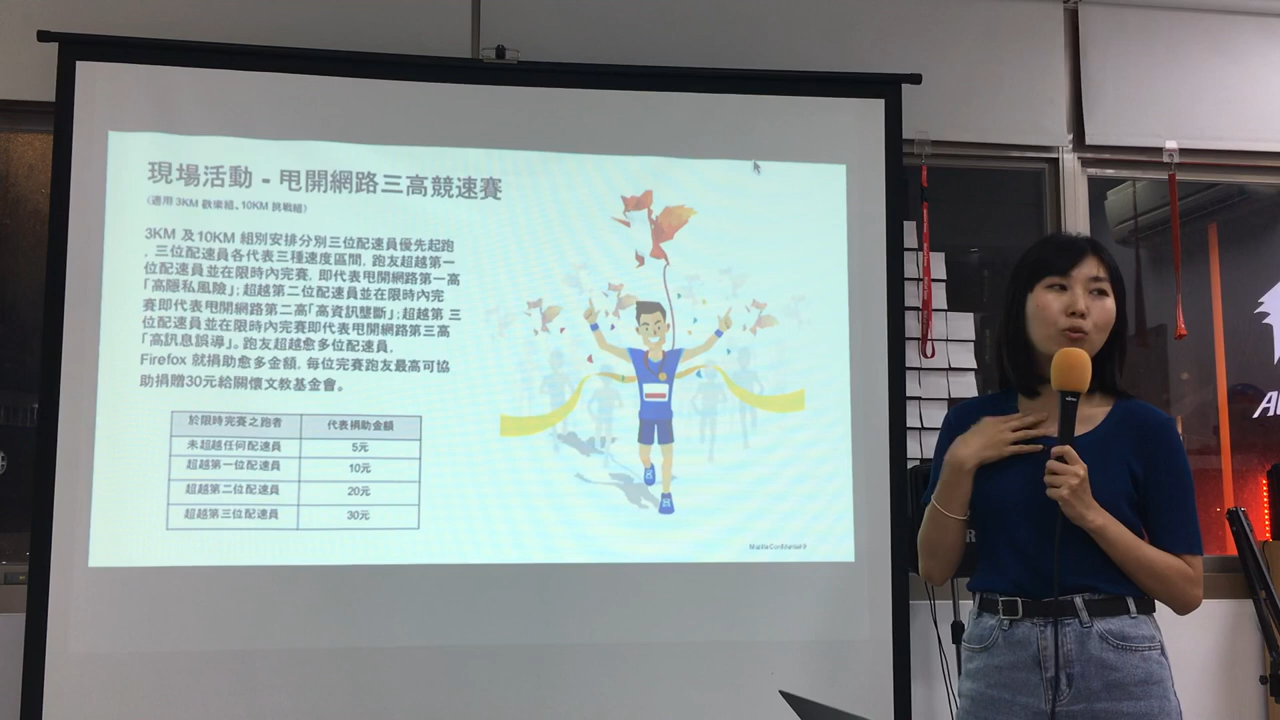 現場活動 - 甩開網路三高競速賽
(適用 3KM 歡樂組、10KM 挑戰組)
3KM 及10KM 組別安排分別三位配速員優先起跑
，三位配速員各代表三種速度區間，跑友超越第一
位配速員並在限時內完賽，即代表甩開網路第一高
「高隱私風險」；超越第二位配速員並在限時內完
賽即代表甩開網路第二高「高資訊壟斷」；超越第 三
位配速員並在限時內完賽即代表甩開網路第三高
「高訊息誤導」。跑友超越愈多位配速員，
Firefox 就捐助愈多金額，每位完賽跑友最高可協
助捐贈30元給關懷文教基金會。
於限時完賽之跑者 代表捐助金額
未超越任何配速員 5元
超越第一位配速員 10元
超越第二位配速員 20元
超越第三位配速員 30元
Mozilla Confidential